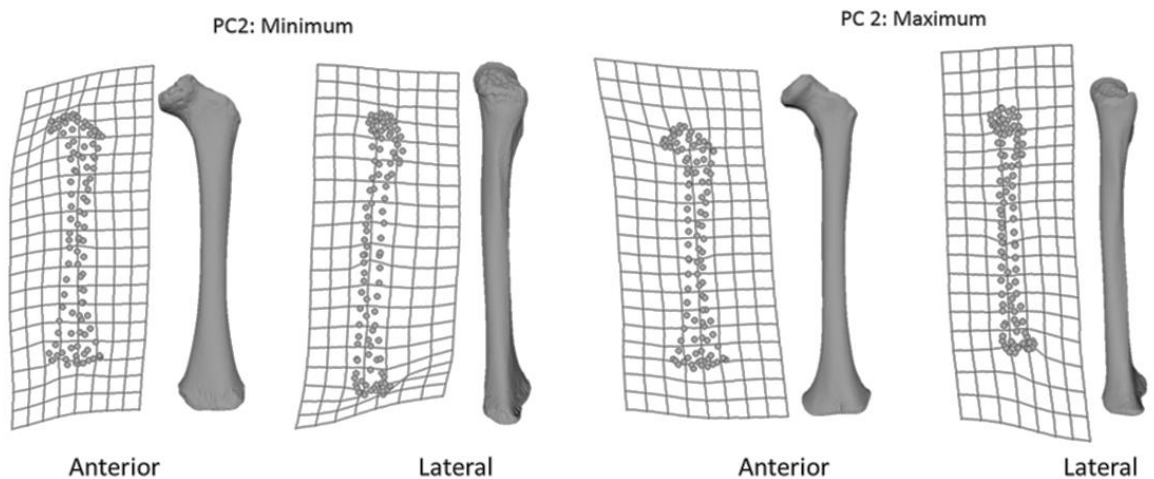 PC2: Minimum
PC 2: Maximum
Anterior
Lateral
Anterior
Lateral